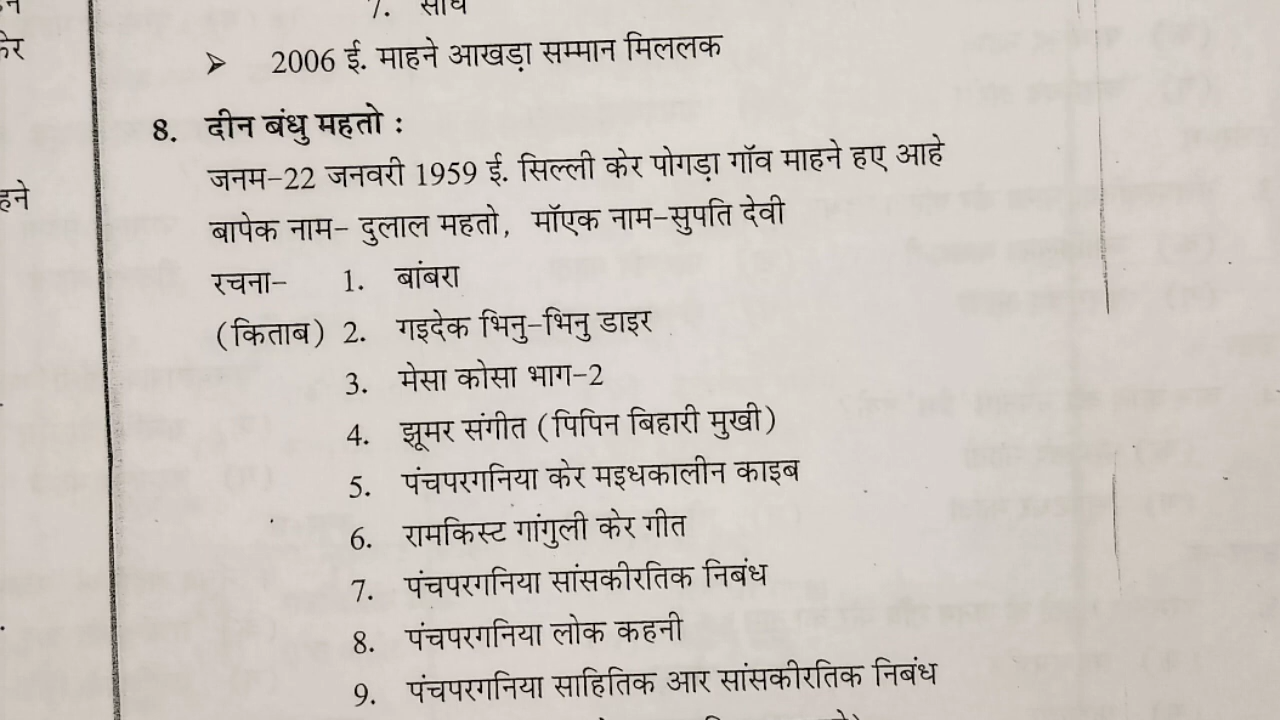 7. साध
➢ 2006 ई. माहने आखड़ा सम्मान मिललक
8. दीन बंधु महतो :
जनम-22 जनवरी 1959 ई. सिल्ली केर पोगड़ा गॉव माहने हए आहे
बापेक नाम- दुलाल महतो, मॉएक नाम-सुपति देवी
रचना- 1. बांबरा
(किताब) 2. गइदेक भिनु-भिनु डाइर
3. मेसा कोसा भाग-2
4. झूमर संगीत (पिपिन बिहारी मुखी)
5. पंचपरगनिया केर मइधकालीन काइब
6. रामकिस्ट गांगुली केर गीत
7. पंचपरगनिया सांसकीरतिक निबंध
8. पंचपरगनिया लोक कहनी
9. पंचपरगनिया साहितिक आर सांसकीरतिक निबंध